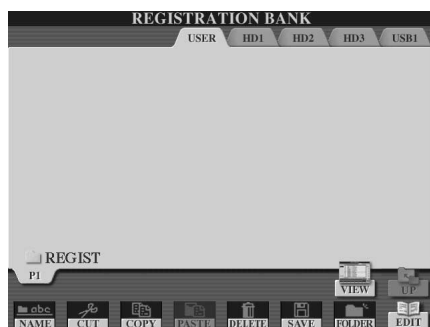 REGISTRATION BANK
USER HD1 HD2 HD3 USB1
REGIST
P1
VIEW UP
abc
NAME CUT COPY PASTE DELETE SAVE FOLDER EDIT